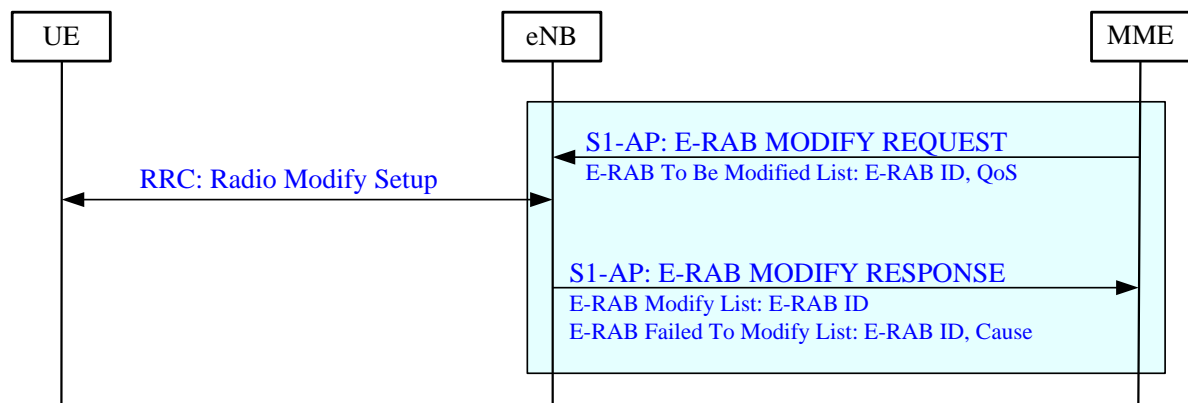 UE
eNB
MME
S1-AP: E-RAB MODIFY REQUEST
E-RAB To Be Modified List: E-RAB ID, QoS
RRC: Radio Modify Setup
S1-AP: E-RAB MODIFY RESPONSE
E-RAB Modify List: E-RAB ID
E-RAB Failed To Modify List: E-RAB ID, Cause